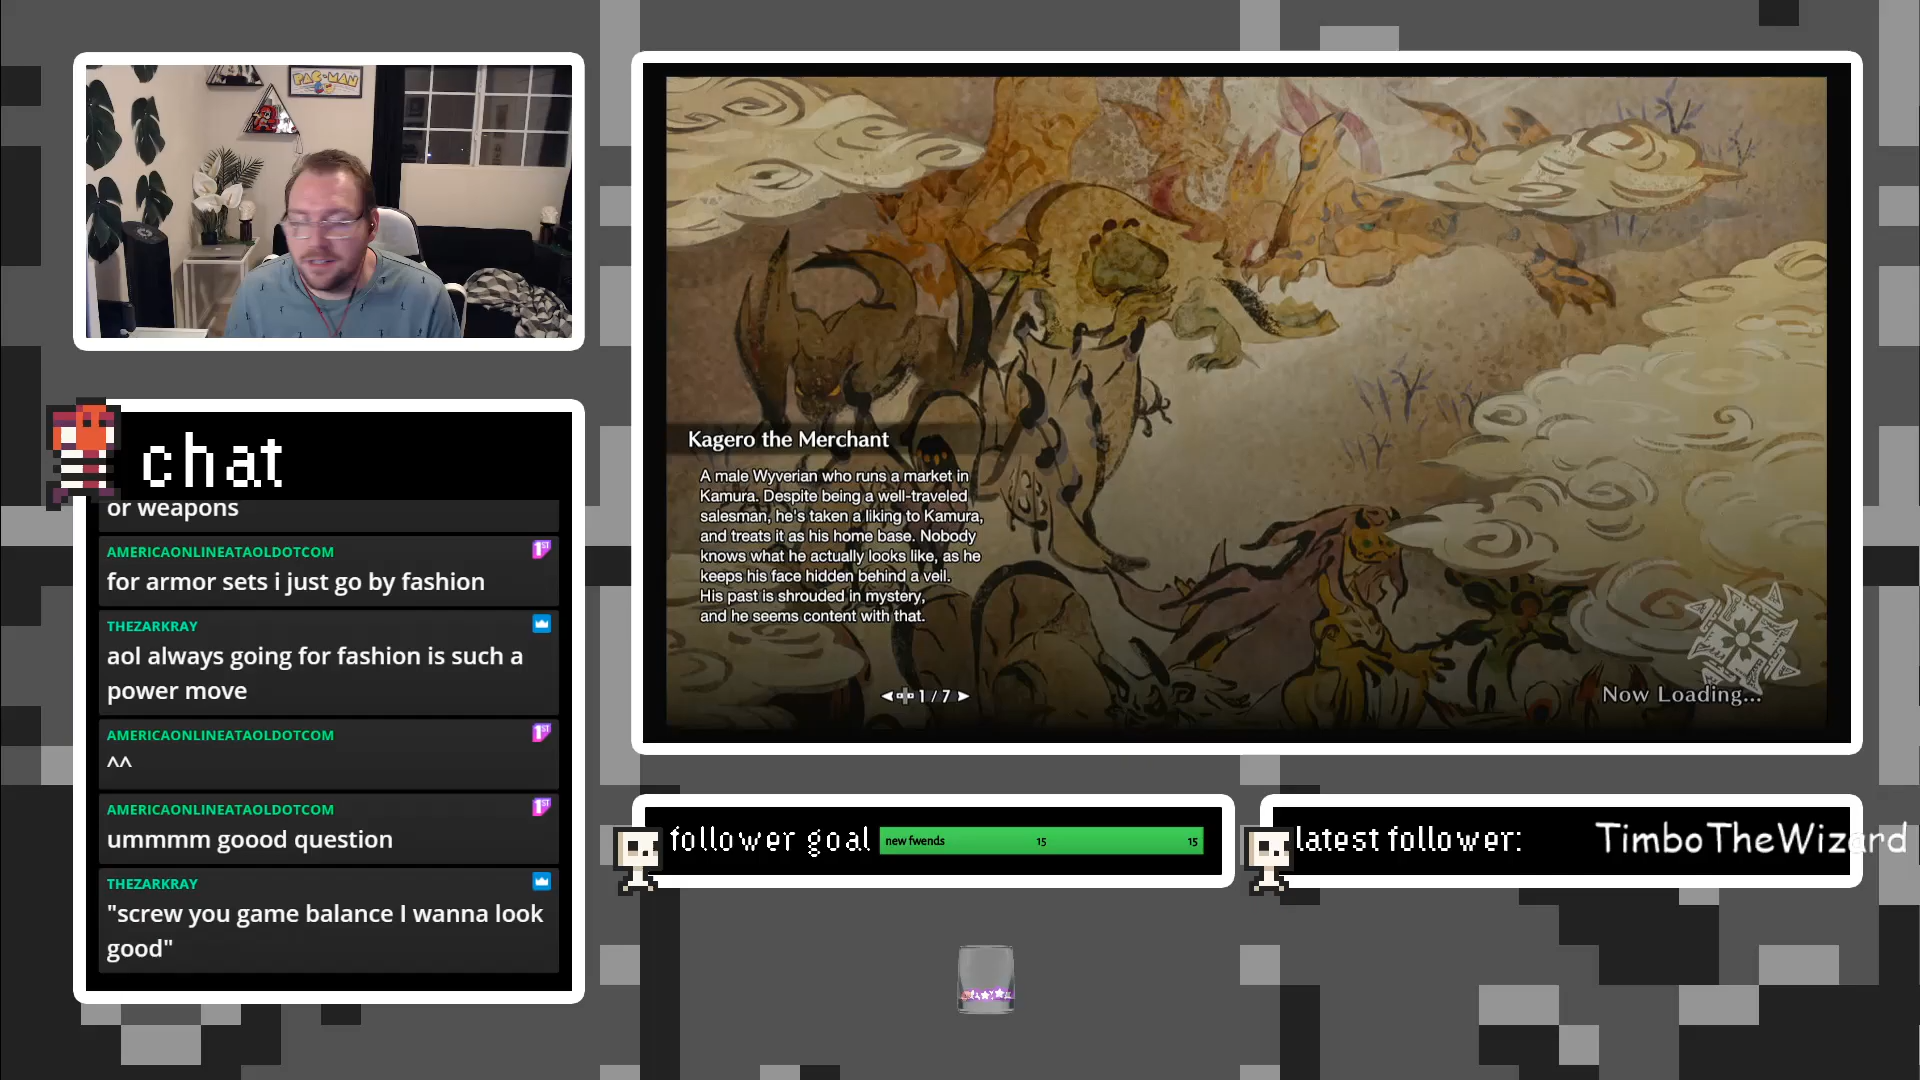 PAC-MAN
chat
or weapons
AMERICAONLINEATAOLDOTCOM
for armor sets i just go by fashion
THEZARKRAY
aol always going for fashion is such a
power move
AMERICAONLINEATAOLDOTCOM
^^
AMERICAONLINEATAOLDOTCOM
ummmm goood question
THEZARKRAY
"screw you game balance I wanna look
good"
Kagero the Merchant
A male Wyverian who runs a market in
Kamura. Despite being a well-traveled
salesman, he's taken a liking to Kamura,
and treats it as his home base. Nobody
knows what he actually looks like, as he
keeps his face hidden behind a veil.
His past is shrouded in mystery,
and he seems content with that.
1 / 7
Now Loading...
follower goal
new fwends 15 15
latest follower: TimboTheWizard